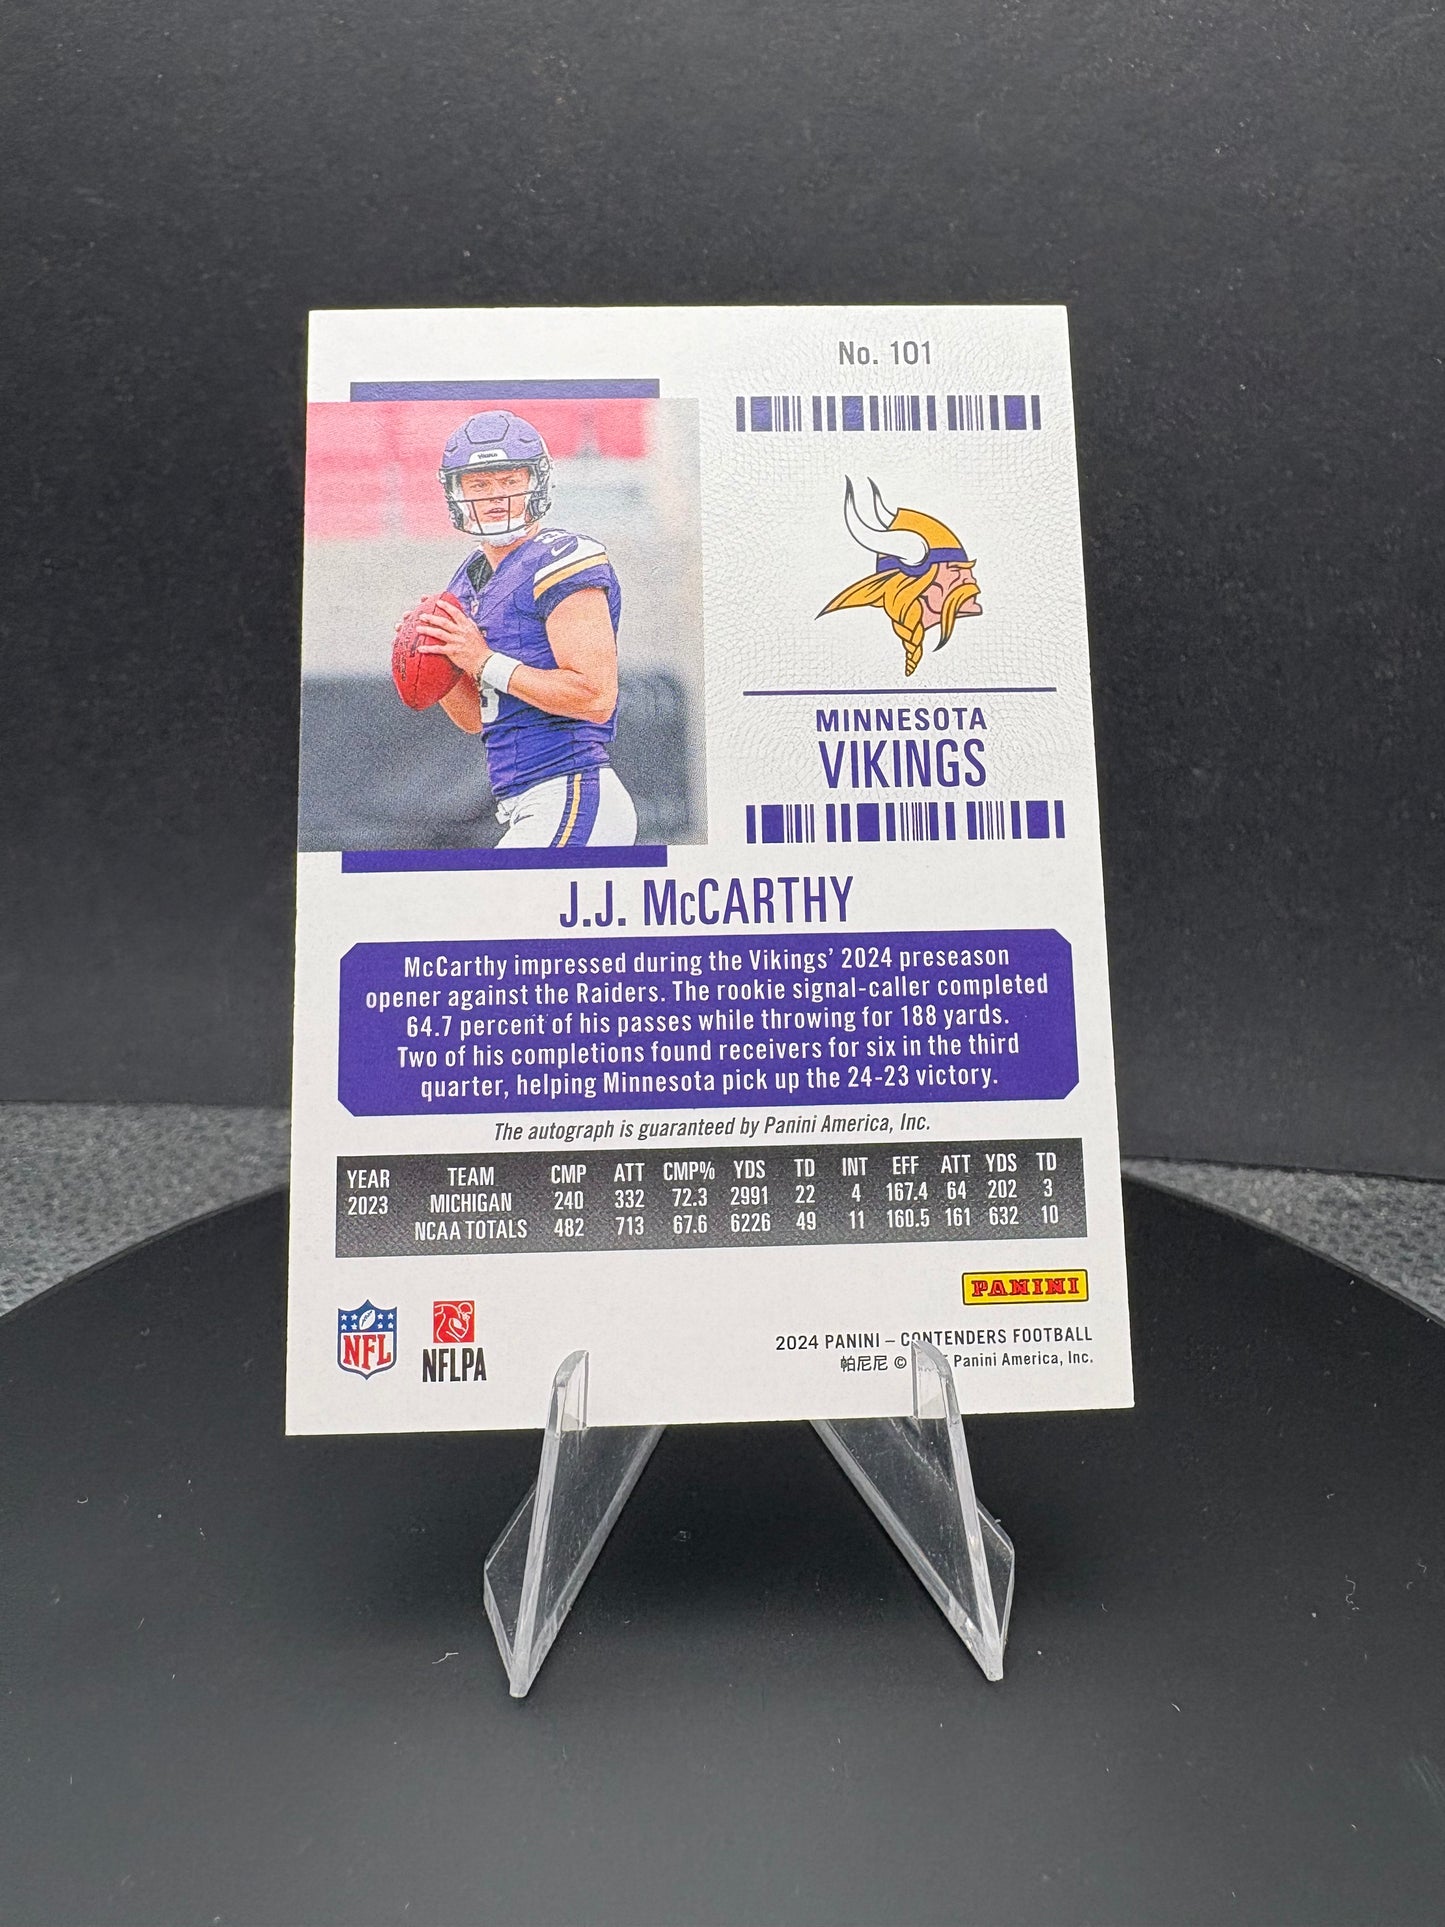 No. 101
MINNESOTA
VIKINGS
J.J. McCARTHY
McCarthy impressed during the Vikings' 2024 preseason
opener against the Raiders. The rookie signal-caller completed
64.7 percent of his passes while throwing for 188 yards.
Two of his completions found receivers for six in the third
quarter, helping Minnesota pick up the 24-23 victory.
The autograph is guaranteed by Panini America, Inc.
YEAR TEAM CMP ATT CMP% YDS TD INT EFF ATT YDS TD
2023 MICHIGAN 240 332 72.3 2991 22 4 167.4 64 202 3
NCAA TOTALS 482 713 67.6 6226 49 11 160.5 161 632 10
PANINI
NFL
NFLPA
2024 PANINI – CONTENDERS FOOTBALL
帕尼尼 © Panini America, Inc.